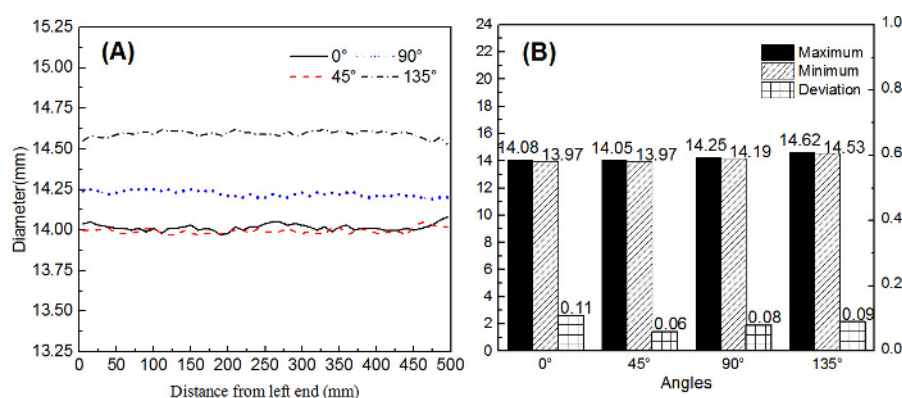 (A)
0°
90°
45°
135°
15.25
15.00
14.75
14.50
14.25
14.00
13.75
13.50
13.25
Diameter(mm)
0 50 100 150 200 250 300 350 400 450 500
Distance from left end (mm)
(B)
Maximum
Minimum
Deviation
24
22
20
18
16
14
12
10
8
6
4
2
0
1.0
0.8
0.6
0.4
0.2
0.0
14.08 13.97 14.05 13.97 14.25 14.19 14.62 14.53
0.11 0.06 0.08 0.09
0° 45° 90° 135°
Angles